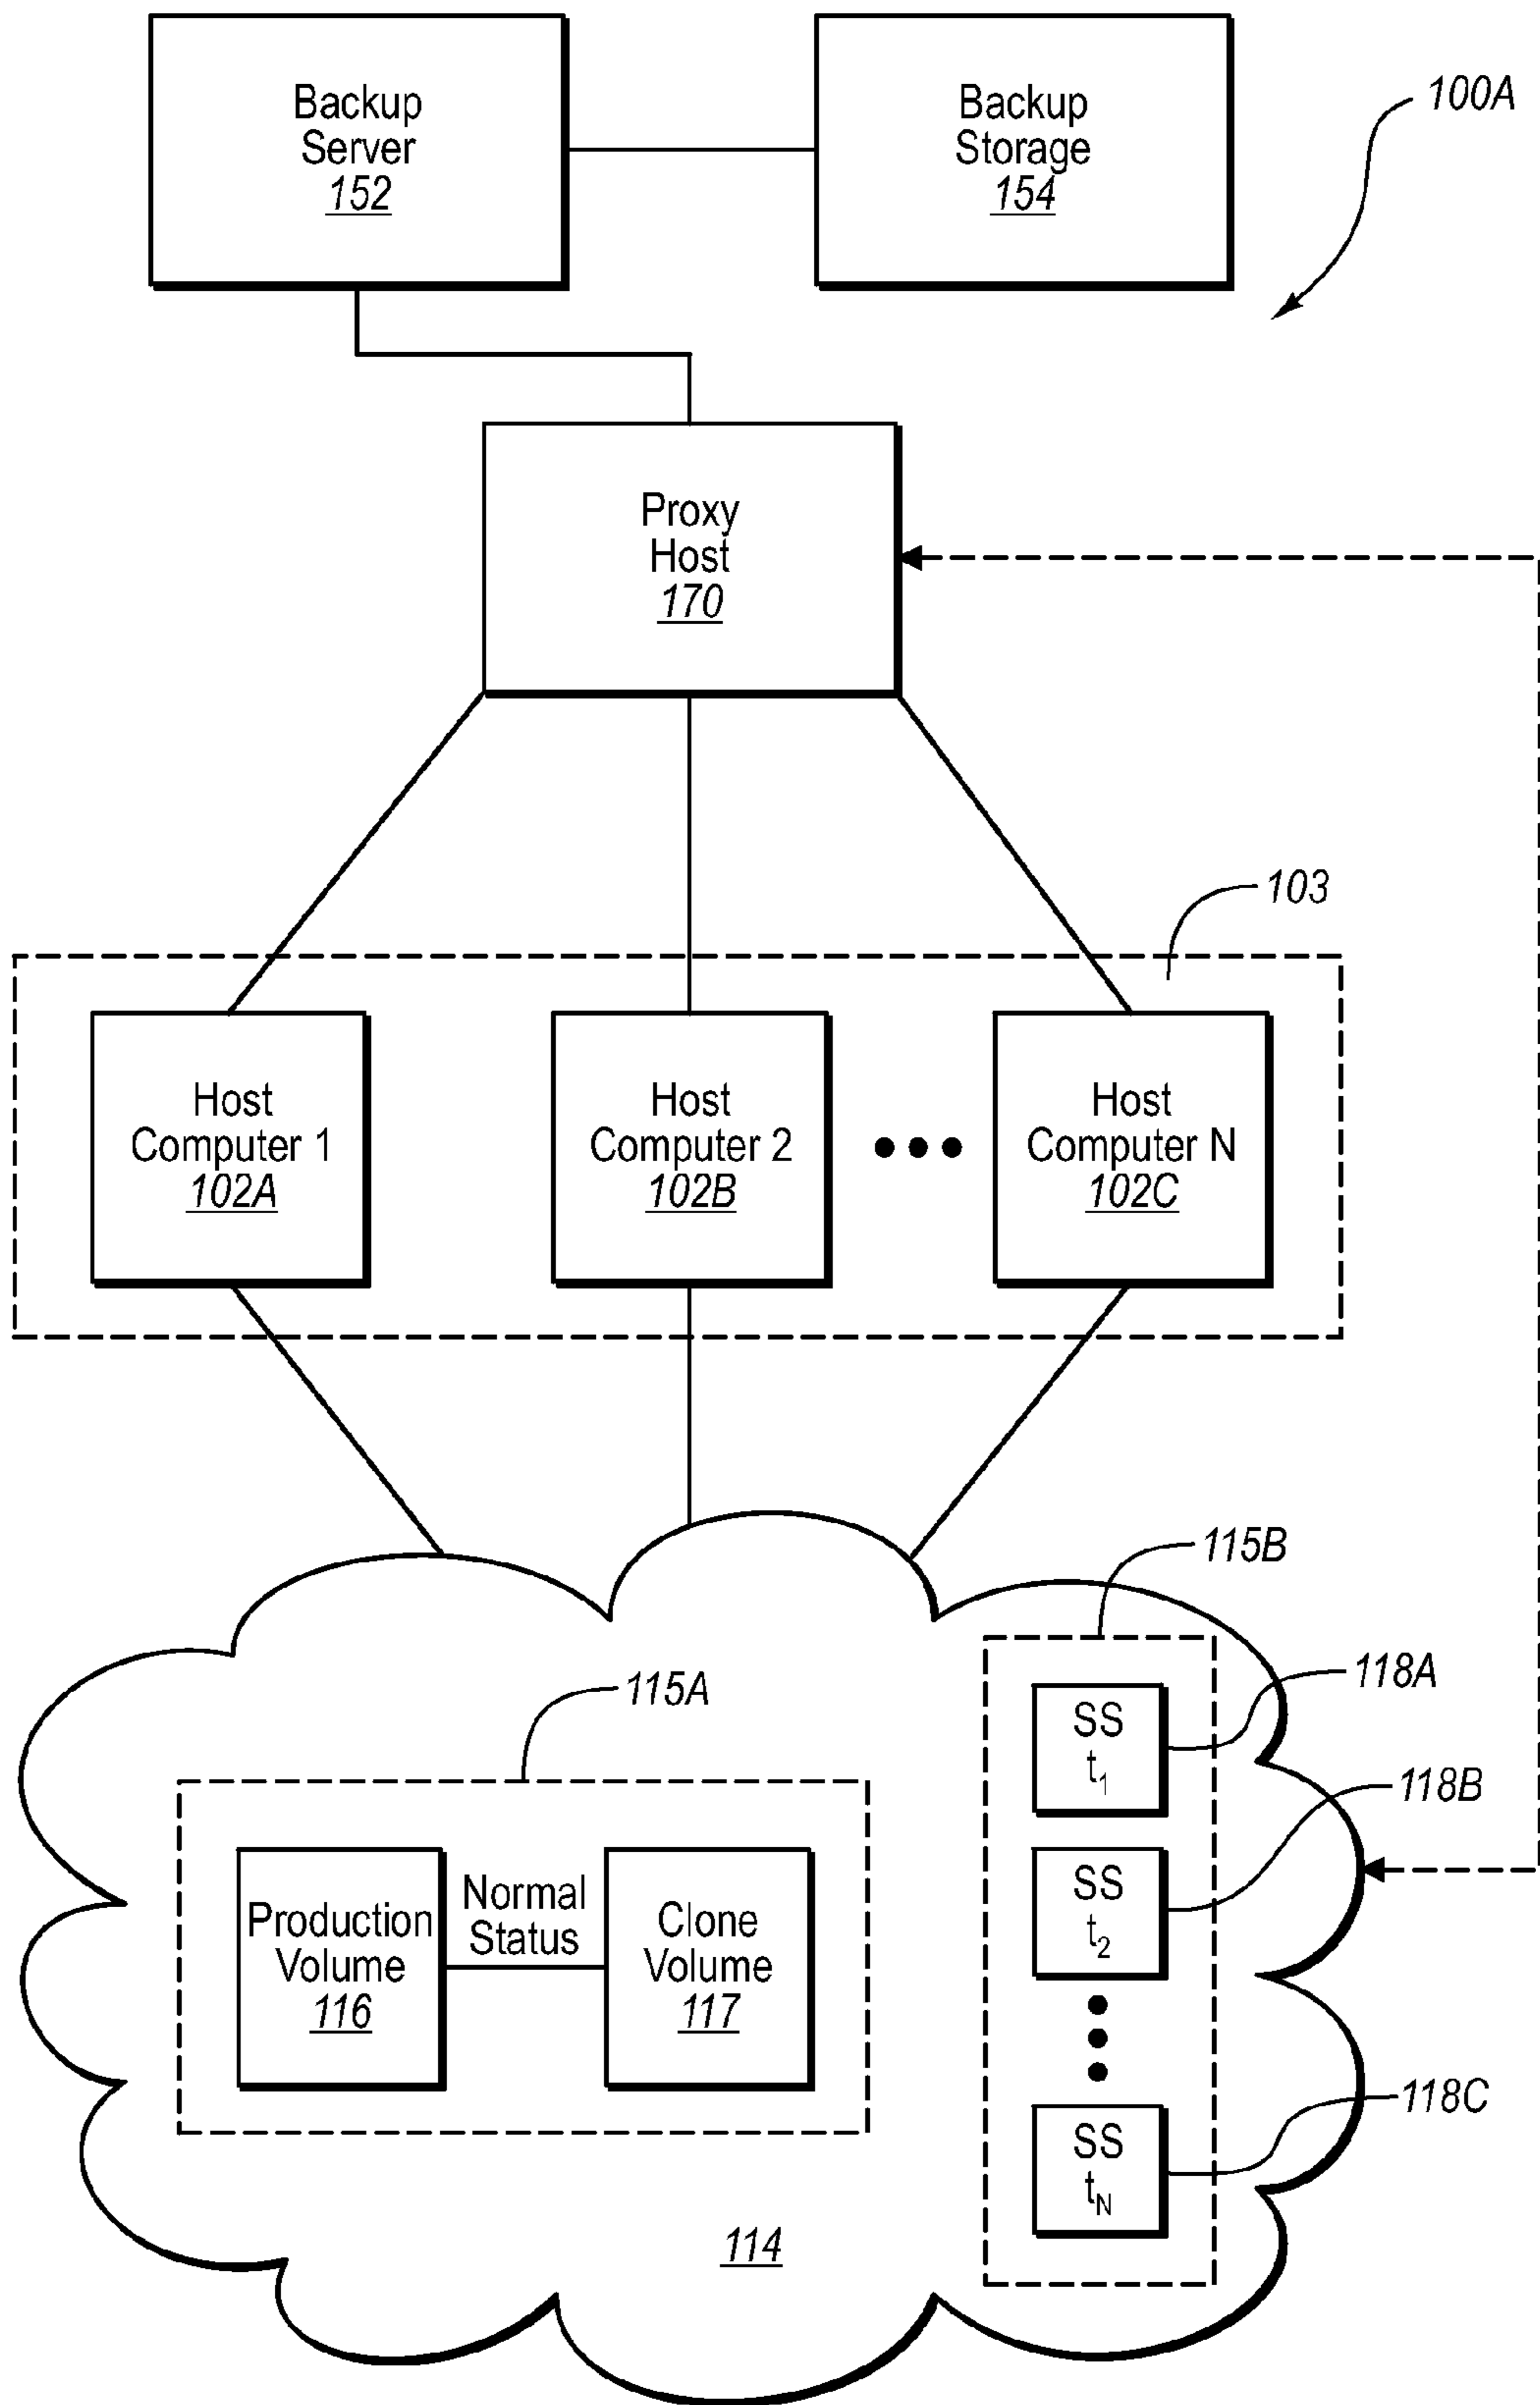 Backup
Server
152
Backup
Storage
154
100A
Proxy
Host
170
103
Host
Computer 1
102A
Host
Computer 2
102B
Host
Computer N
102C
115B
115A
118A
SS
t1
118B
Production
Volume
116
Normal
Status
Clone
Volume
117
SS
t2
118C
SS
tN
114